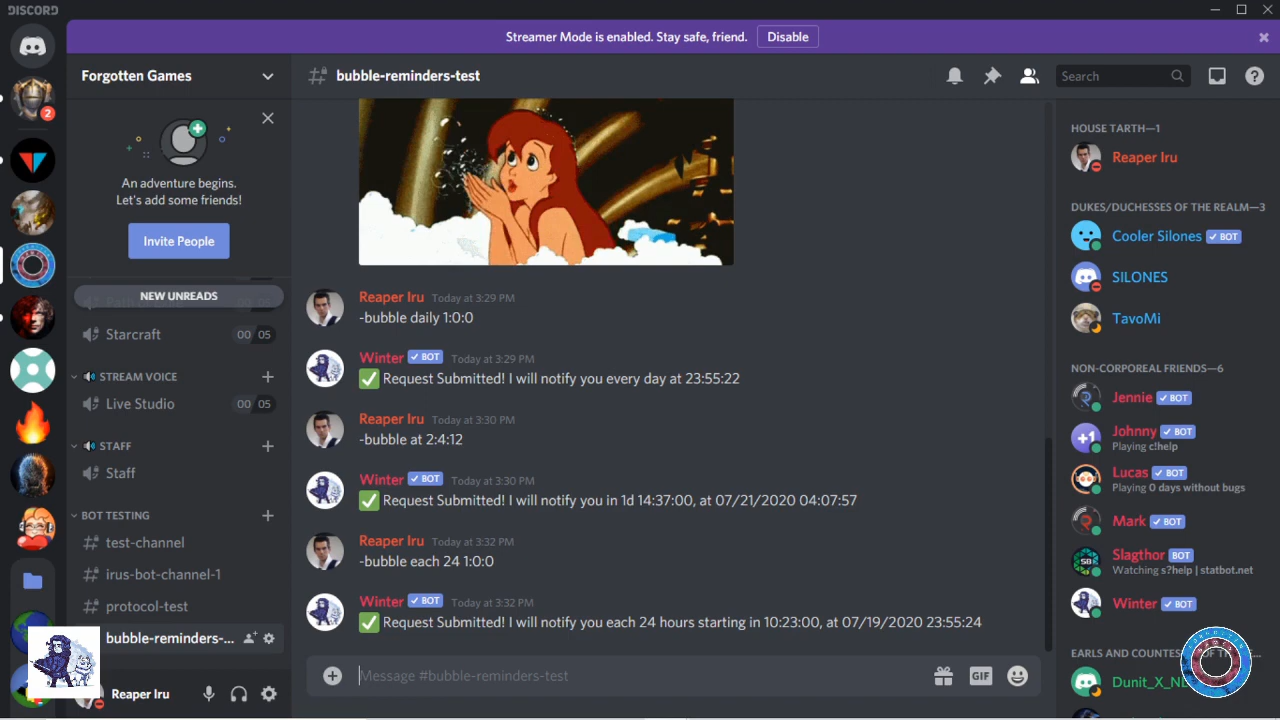 DISCORD
Streamer Mode is enabled. Stay safe, friend.
Disable
2
Forgotten Games
An adventure begins.
Let's add some friends!
Invite People
NEW UNREADS
Starcraft
00 05
STREAM VOICE
Live Studio
00 05
STAFF
Staff
BOT TESTING
# test-channel
# irus-bot-channel-1
# protocol-test
bubble-reminders-...
Reaper Iru
bubble-reminders-test
Search
Reaper Iru Today at 3:29 PM
-bubble daily 1:0:0
Winter BOT Today at 3:29 PM
Request Submitted! I will notify you every day at 23:55:22
Reaper Iru Today at 3:30 PM
-bubble at 2:4:12
Winter BOT Today at 3:30 PM
Request Submitted! I will notify you in 1d 14:37:00, at 07/21/2020 04:07:57
Reaper Iru Today at 3:32 PM
-bubble each 24 1:0:0
Winter BOT Today at 3:32 PM
Request Submitted! I will notify you each 24 hours starting in 10:23:00, at 07/19/2020 23:55:24
Message #bubble-reminders-test
GIF
HOUSE TARTH—1
Reaper Iru
DUKES/DUCHESSES OF THE REALM—3
Cooler Silones BOT
SILONES
TavoMi
NON-CORPOREAL FRIENDS—6
Jennie BOT
+1
Johnny BOT
Playing c!help
Lucas BOT
Playing 0 days without bugs
Mark BOT
SB
Slagthor BOT
Watching s?help | statbot.net
Winter BOT
EARLS AND COUNTES
Dunit_X_NE